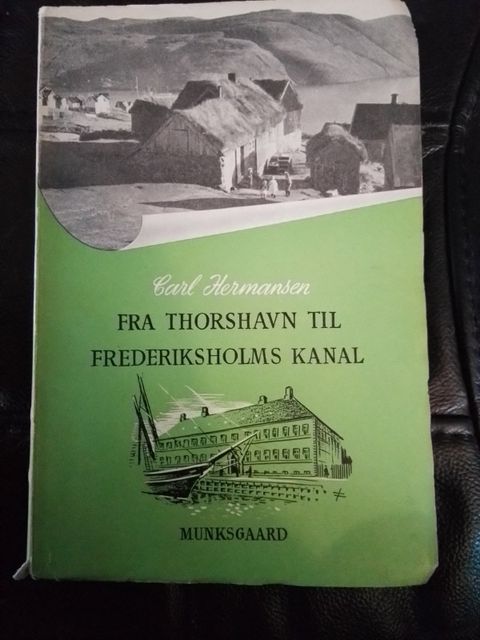 Carl Hermansen
FRA THORSHAVN TIL
FREDERIKSHOLMS KANAL
MUNKSGAARD